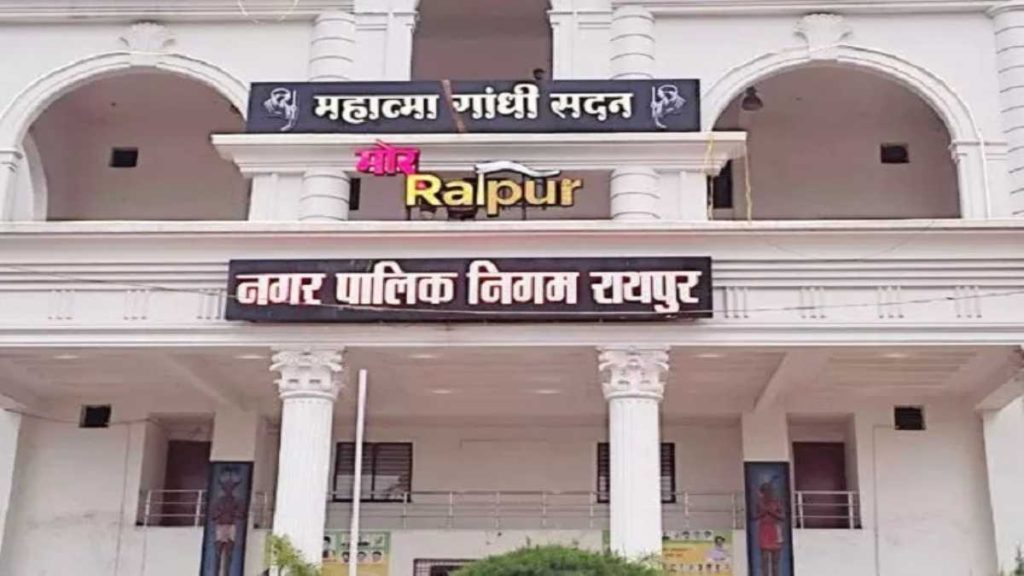 महात्मा गांधी सदन
मोर
Raipur
नगर पालिक निगम रायपुर